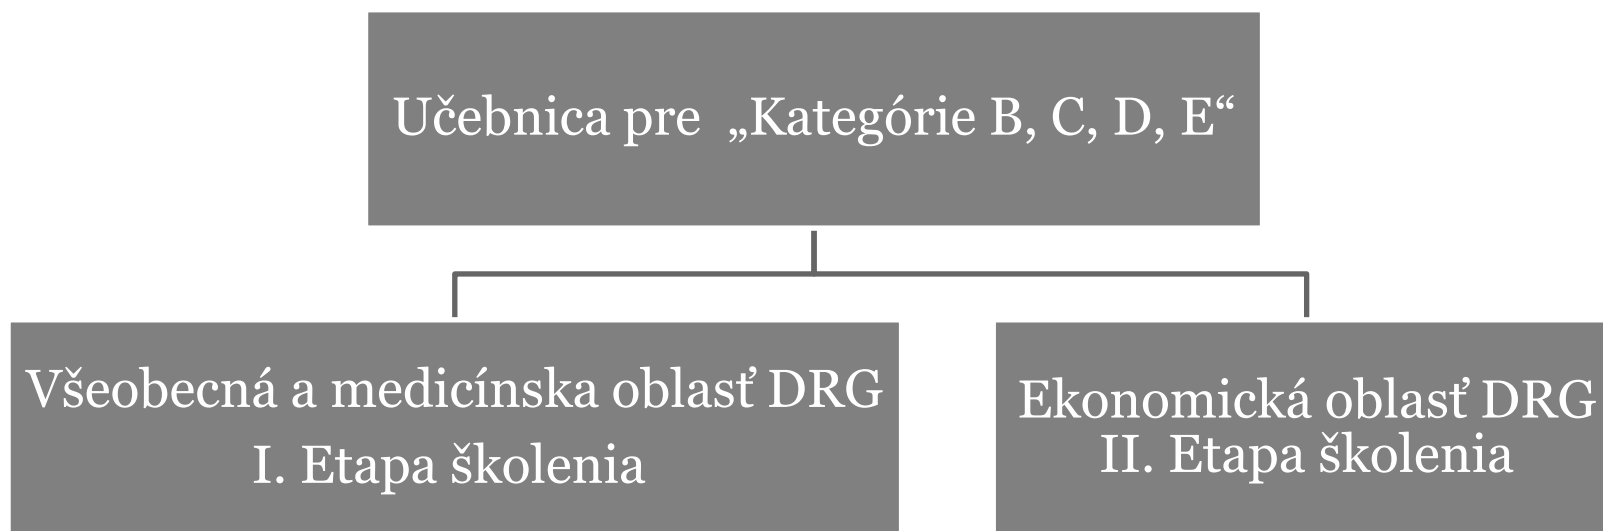 Učebnica pre „Kategórie B, C, D, E“
Všeobecná a medicínska oblasť DRG
I. Etapa školenia
Ekonomická oblasť DRG
II. Etapa školenia